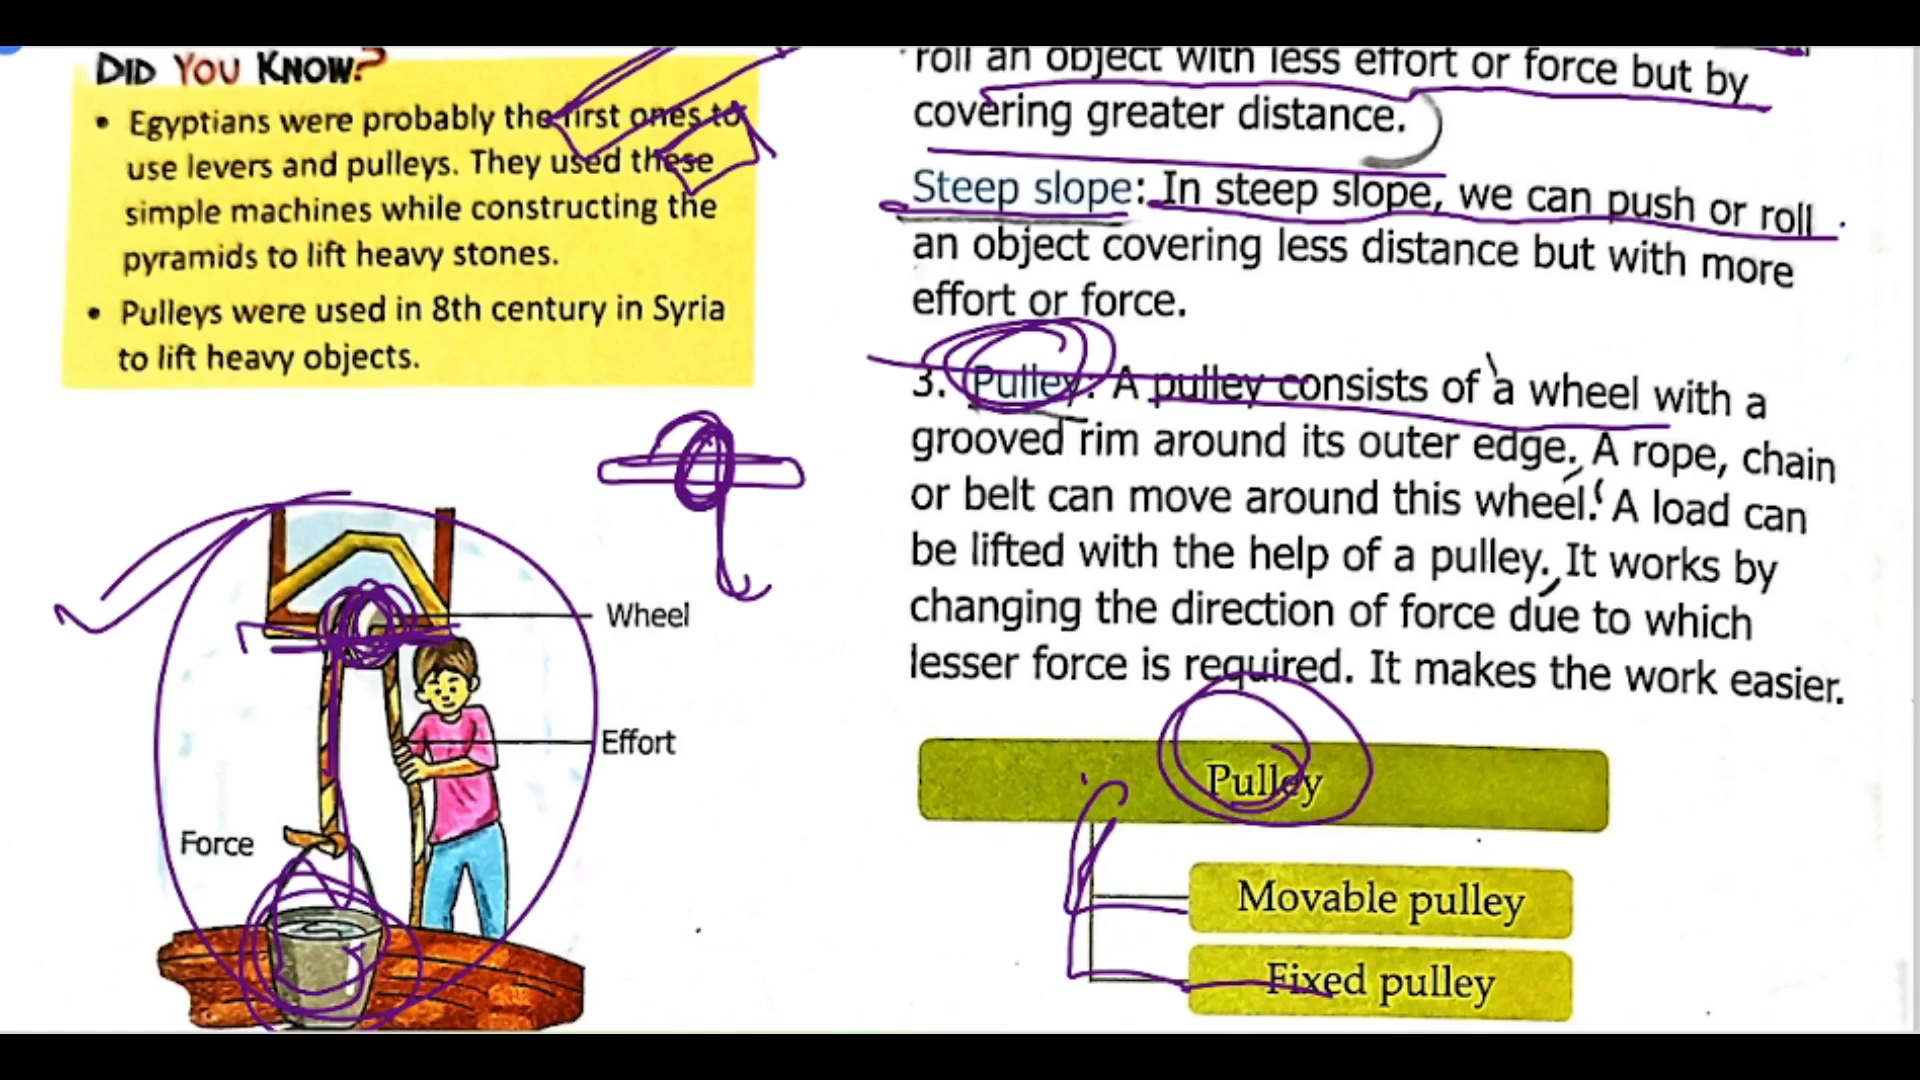 DID YOU KNOW?
• Egyptians were probably the first ones to
use levers and pulleys. They used these
simple machines while constructing the
pyramids to lift heavy stones.
• Pulleys were used in 8th century in Syria
to lift heavy objects.
Wheel
Effort
Force
roll an object with less effort or force but by
covering greater distance.
Steep slope: In steep slope, we can push or roll
an object covering less distance but with more
effort or force.
3. Pulley: A pulley consists of a wheel with a
grooved rim around its outer edge. A rope, chain
or belt can move around this wheel. A load can
be lifted with the help of a pulley. It works by
changing the direction of force due to which
lesser force is required. It makes the work easier.
Pulley
Movable pulley
Fixed pulley